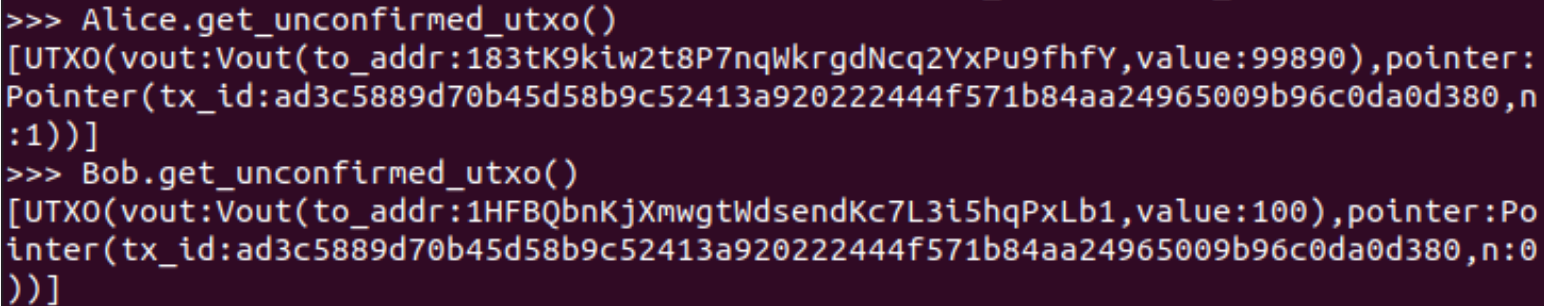 >>> Alice.get_unconfirmed_utxo()
[UTXO(vout:Vout(to_addr:183tK9kiw2t8P7nqWkrgdNcq2YxPu9fhfY,value:99890),pointer:
Pointer(tx_id:ad3c5889d70b45d58b9c52413a920222444f571b84aa24965009b96c0da0d380,n
:1))]
>>> Bob.get_unconfirmed_utxo()
[UTXO(vout:Vout(to_addr:1HFBQbnKjXmwgtWdsendKc7L3i5hqPxLb1,value:100),pointer:Po
inter(tx_id:ad3c5889d70b45d58b9c52413a920222444f571b84aa24965009b96c0da0d380,n:0
))]